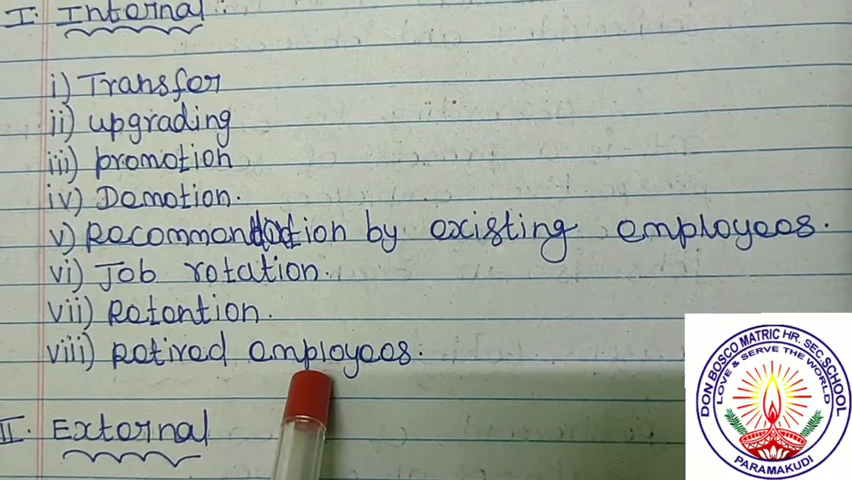 I. Internal.
i) Transfer
ii) upgrading
iii) promotion
iv) Demotion.
v) Recommendation by existing employees.
vi) Job rotation.
vii) Retention.
viii) Retired employees.
II. External
DON BOSCO MATRIC HR. SEC. SCHOOL
LOVE & SERVE THE WORLD
PARAMAKUDI